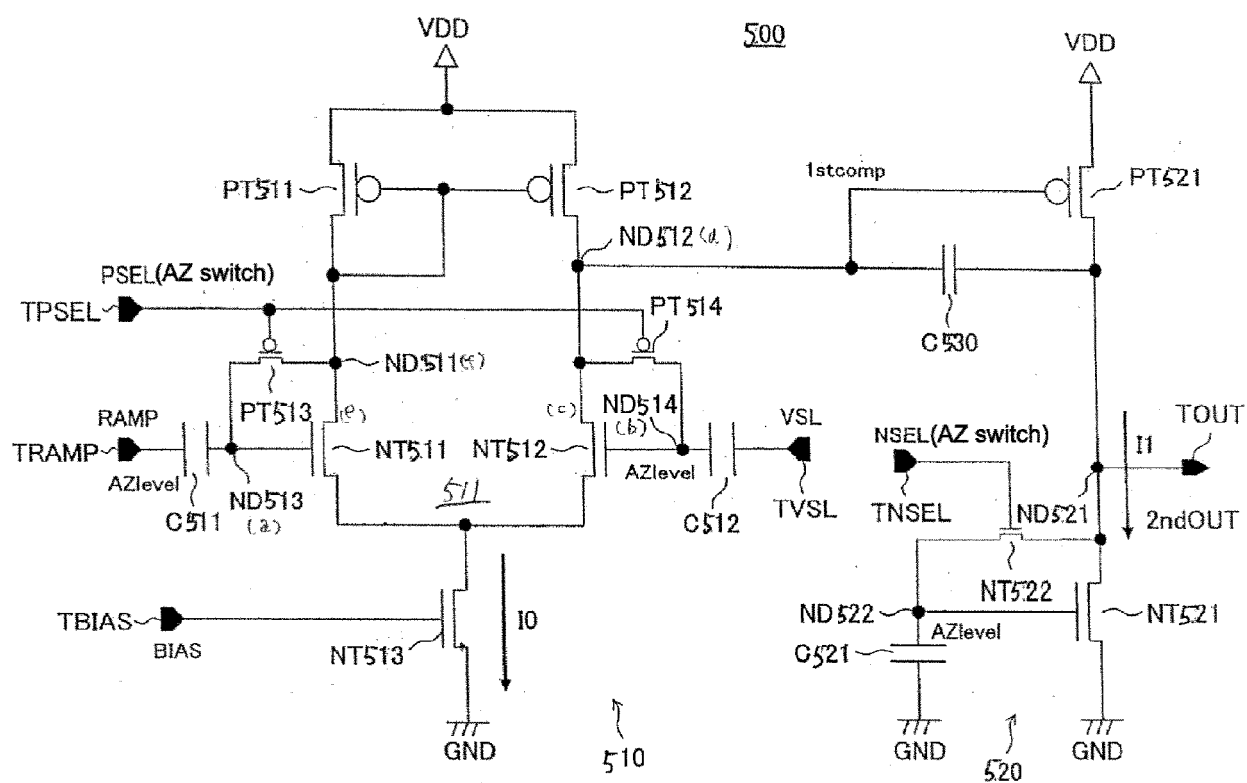 500
VDD
VDD
PT511
PT512
1stcomp
PT521
ND512(d)
PSEL(AZ switch)
TPSEL
PT514
C530
ND511
PT513
(e)
(c)
ND514
(b)
RAMP
VSL
TRAMP
NT511
NT512
NSEL(AZ switch)
I1
TOUT
AZlevel
ND513
(a)
C511
511
AZlevel
C512
TVSL
TNSEL
ND521
2ndOUT
NT522
TBIAS
BIAS
NT513
I0
ND522
AZlevel
NT521
C521
GND
GND
GND
510
520